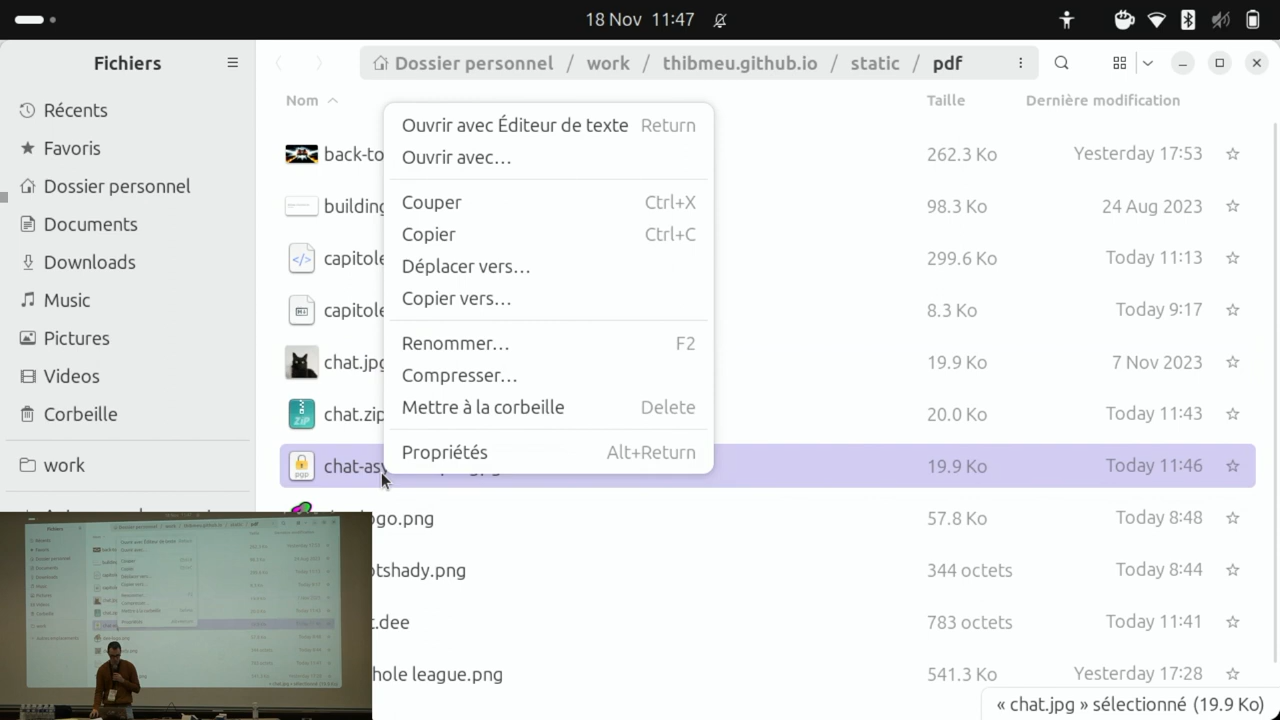 18 Nov 11:47
Fichiers
Dossier personnel / work / thibmeu.github.io / static / pdf
Récents
Favoris
Dossier personnel
Documents
Downloads
Music
Pictures
Videos
Corbeille
work
Nom
Taille
Dernière modification
back-to
262.3 Ko
Yesterday 17:53
building
98.3 Ko
24 Aug 2023
capitole
299.6 Ko
Today 11:13
capitole
8.3 Ko
Today 9:17
chat.jpg
19.9 Ko
7 Nov 2023
chat.zip
20.0 Ko
Today 11:43
chat-asy
19.9 Ko
Today 11:46
ogo.png
57.8 Ko
Today 8:48
otshady.png
344 octets
Today 8:44
.dee
783 octets
Today 11:41
hole league.png
541.3 Ko
Yesterday 17:28
Ouvrir avec Éditeur de texte Return
Ouvrir avec…
Couper Ctrl+X
Copier Ctrl+C
Déplacer vers…
Copier vers…
Renommer… F2
Compresser…
Mettre à la corbeille Delete
Propriétés Alt+Return
« chat.jpg » sélectionné (19.9 Ko)